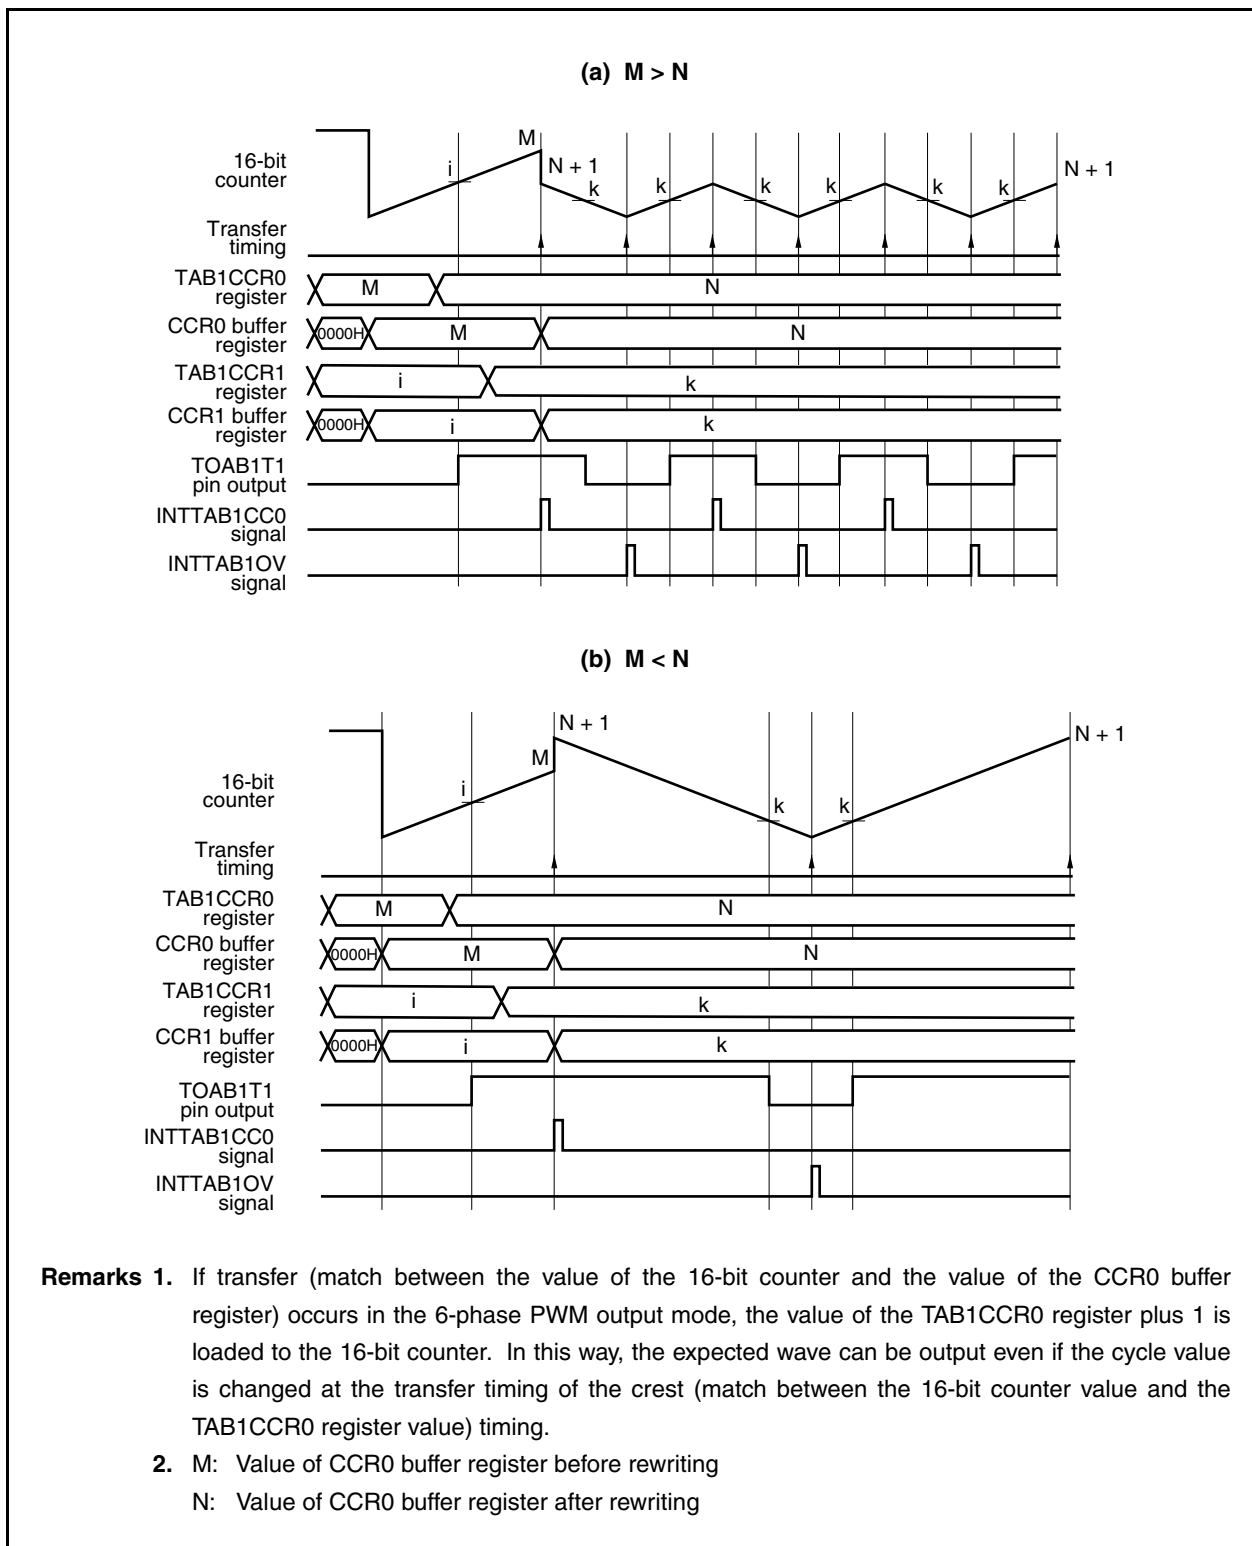 (a) M > N
M
i
N + 1
k
k
k
k
k
k
N + 1
16-bit
counter
Transfer
timing
TAB1CCR0
register
M
N
CCR0 buffer
register
0000H
M
N
TAB1CCR1
register
i
k
CCR1 buffer
register
0000H
i
k
TOAB1T1
pin output
INTTAB1CC0
signal
INTTAB1OV
signal
(b) M < N
N + 1
N + 1
M
i
k
k
16-bit
counter
Transfer
timing
TAB1CCR0
register
M
N
CCR0 buffer
register
0000H
M
N
TAB1CCR1
register
i
k
CCR1 buffer
register
0000H
i
k
TOAB1T1
pin output
INTTAB1CC0
signal
INTTAB1OV
signal
Remarks 1. If transfer (match between the value of the 16-bit counter and the value of the CCR0 buffer
register) occurs in the 6-phase PWM output mode, the value of the TAB1CCR0 register plus 1 is
loaded to the 16-bit counter. In this way, the expected wave can be output even if the cycle value
is changed at the transfer timing of the crest (match between the 16-bit counter value and the
TAB1CCR0 register value) timing.
2. M: Value of CCR0 buffer register before rewriting
N: Value of CCR0 buffer register after rewriting